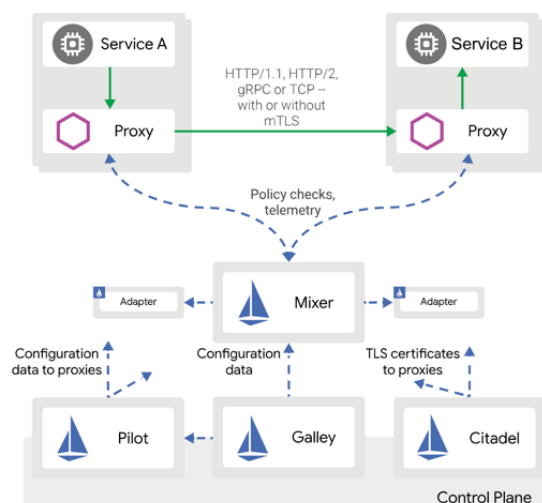 Service A
Service B
HTTP/1.1, HTTP/2,
gRPC or TCP --
with or without
mTLS
Proxy
Proxy
Policy checks,
telemetry
Mixer
Adapter
Adapter
Configuration
data to proxies
Configuration
data
TLS certificates
to proxies
Pilot
Galley
Citadel
Control Plane